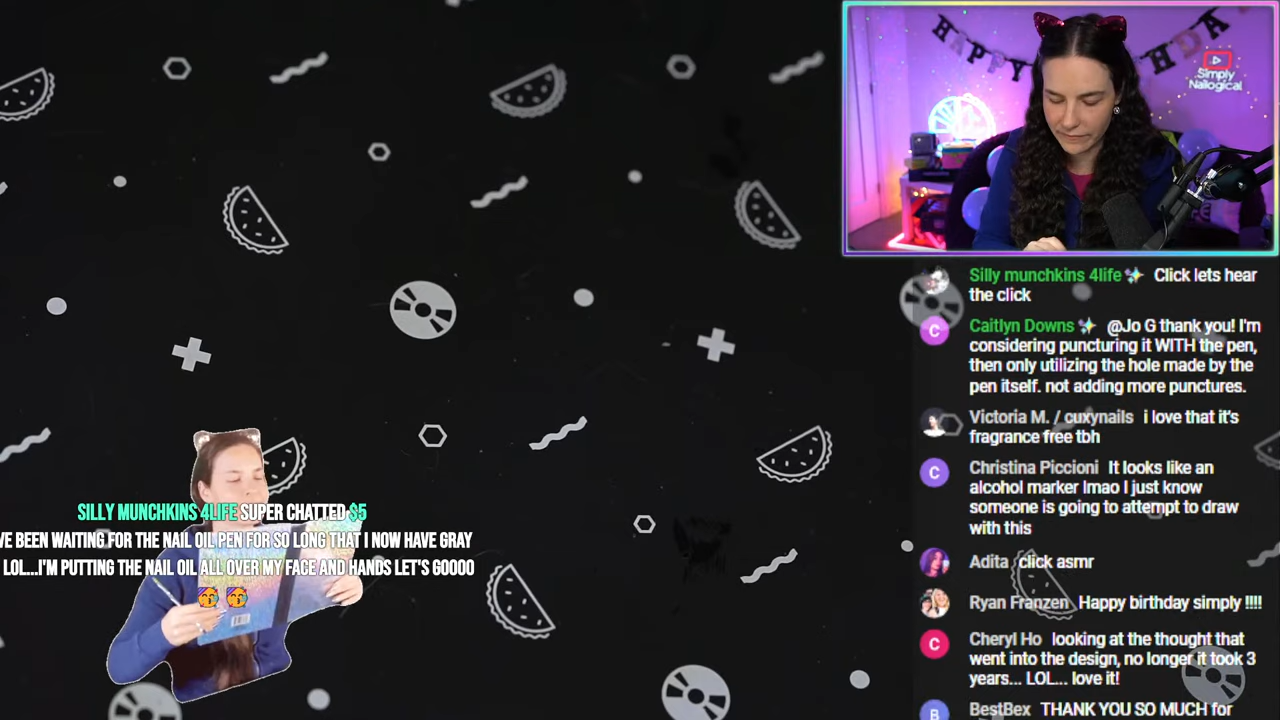 HAPPY
HDA
Simply
Nailogical
Silly munchkins 4life Click lets hear
the click
C
Caitlyn Downs @Jo G thank you! I'm
considering puncturing it WITH the pen,
then only utilizing the hole made by the
pen itself. not adding more punctures.
Victoria M. / cuxynails i love that it's
fragrance free tbh
C
Christina Piccioni It looks like an
alcohol marker lmao I just know
someone is going to attempt to draw
with this
Adita click asmr
Ryan Franzen Happy birthday simply !!!!
C
Cheryl Ho looking at the thought that
went into the design, no longer it took 3
years... LOL... love it!
B
BestBex THANK YOU SO MUCH for
SILLY MUNCHKINS 4LIFE SUPER CHATTED $5
VE BEEN WAITING FOR THE NAIL OIL PEN FOR SO LONG THAT I NOW HAVE GRAY
LOL...I'M PUTTING THE NAIL OIL ALL OVER MY FACE AND HANDS LET'S GOOOO
🥳 🥳